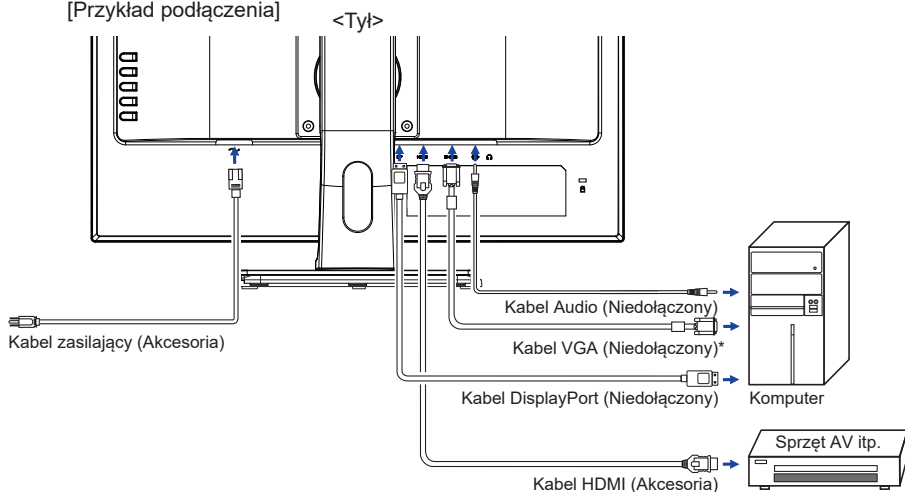 [Przykład podłączenia]
<Tył>
Kabel Audio (Niedołączony)
Kabel zasilający (Akcesoria)
Kabel VGA (Niedołączony)*
Kabel DisplayPort (Niedołączony)
Komputer
Sprzęt AV itp.
Kabel HDMI (Akcesoria)